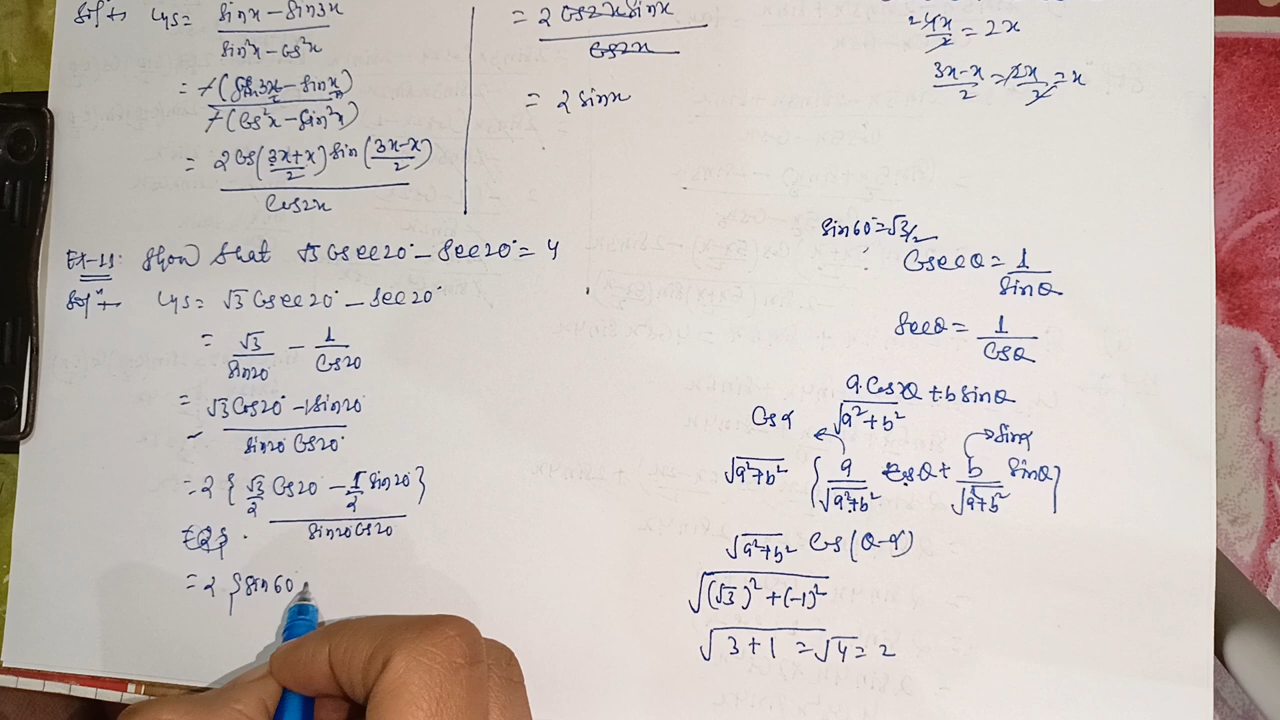 Sol^n
LHS = sinx - sin3x / sin²x - cos²x
= -(sin3x - sinx) / -(cos²x - sin²x)
= 2cos(3x+x/2) sin(3x-x/2) / cos2x
= 2cos2x sinx / cos2x
= 2 sinx
4x/2 = 2x
3x-x/2 = 2x/2 = x
Ex-11: Show that √3 cosec20° - sec20° = 4
Sol^n
LHS = √3 cosec20° - sec20°
= √3/sin20 - 1/cos20
= √3cos20° - 1sin20 / sin20° cos20°
= 2{√3/2 cos20° - 1/2 sin20°} / sin20 cos20
= 2{sin60
sin60° = √3/2
cosecθ = 1/sinθ
secθ = 1/cosθ
a.cosθ + b sinθ
√a²+b²
cosα
sinα
√a²+b² {a/√a²+b² cosθ + b/√a²+b² sinθ}
√a²+b² cos(θ-α)
√(√3)²+(-1)²
√3+1 = √4 = 2